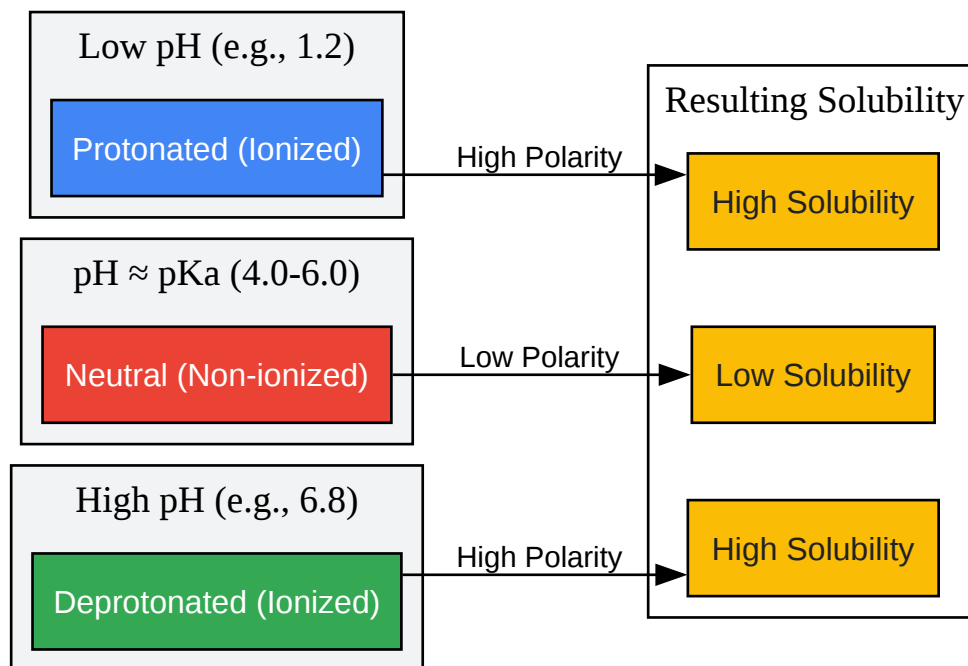 Low pH (e.g., 1.2)
Protonated (Ionized)
High Polarity
Resulting Solubility
High Solubility
pH ≈ pKa (4.0-6.0)
Neutral (Non-ionized)
Low Polarity
Low Solubility
High pH (e.g., 6.8)
Deprotonated (Ionized)
High Polarity
High Solubility